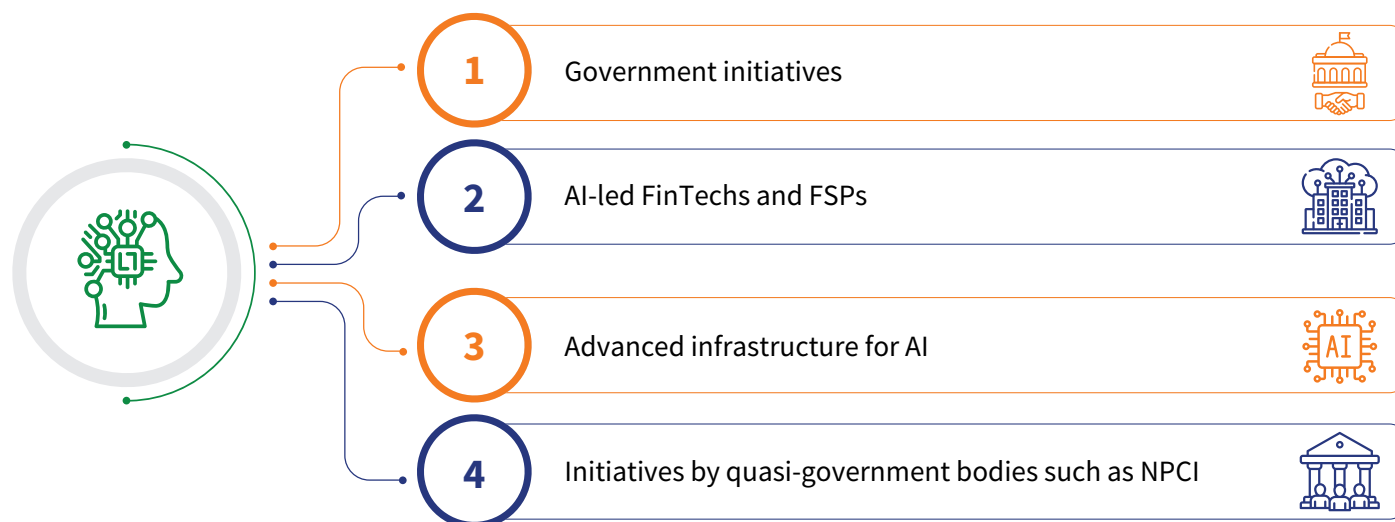 1
Government initiatives
2
AI-led FinTechs and FSPs
3
Advanced infrastructure for AI
AI
4
Initiatives by quasi-government bodies such as NPCI